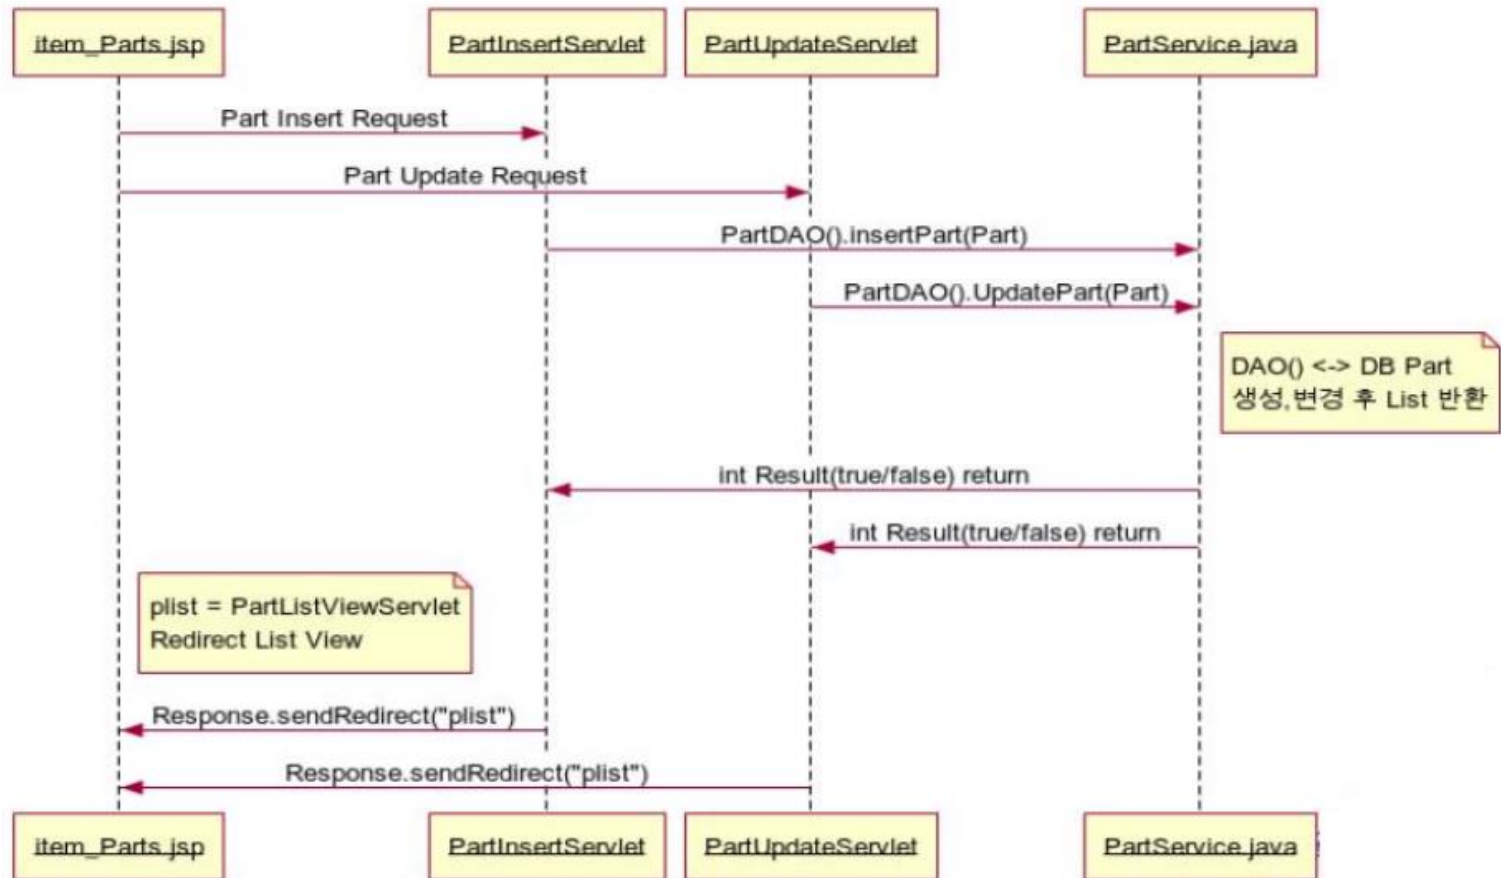 item_Parts.jsp
PartInsertServlet
PartUpdateServlet
PartService.java
Part Insert Request
Part Update Request
PartDAO().insertPart(Part)
PartDAO().UpdatePart(Part)
DAO() <-> DB Part
생성,변경 후 List 반환
int Result(true/false) return
int Result(true/false) return
plist = PartListViewServlet
Redirect List View
Response.sendRedirect("plist")
Response.sendRedirect("plist")
item_Parts.jsp
PartInsertServlet
PartUpdateServlet
PartService.java